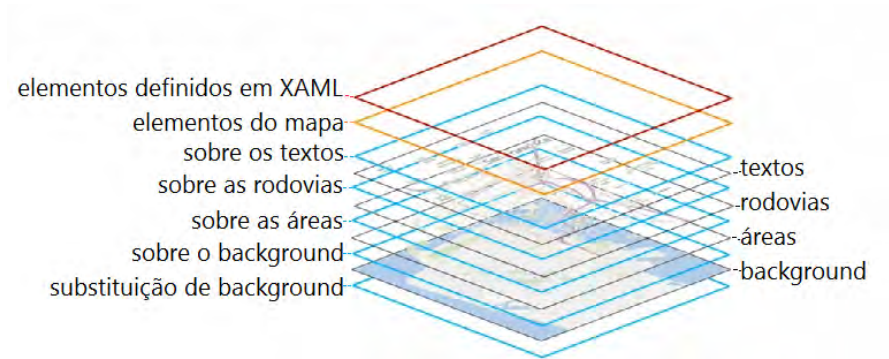 elementos definidos em XAML
elementos do mapa
sobre os textos
textos
sobre as rodovias
rodovias
sobre as áreas
áreas
sobre o background
background
substituição de background